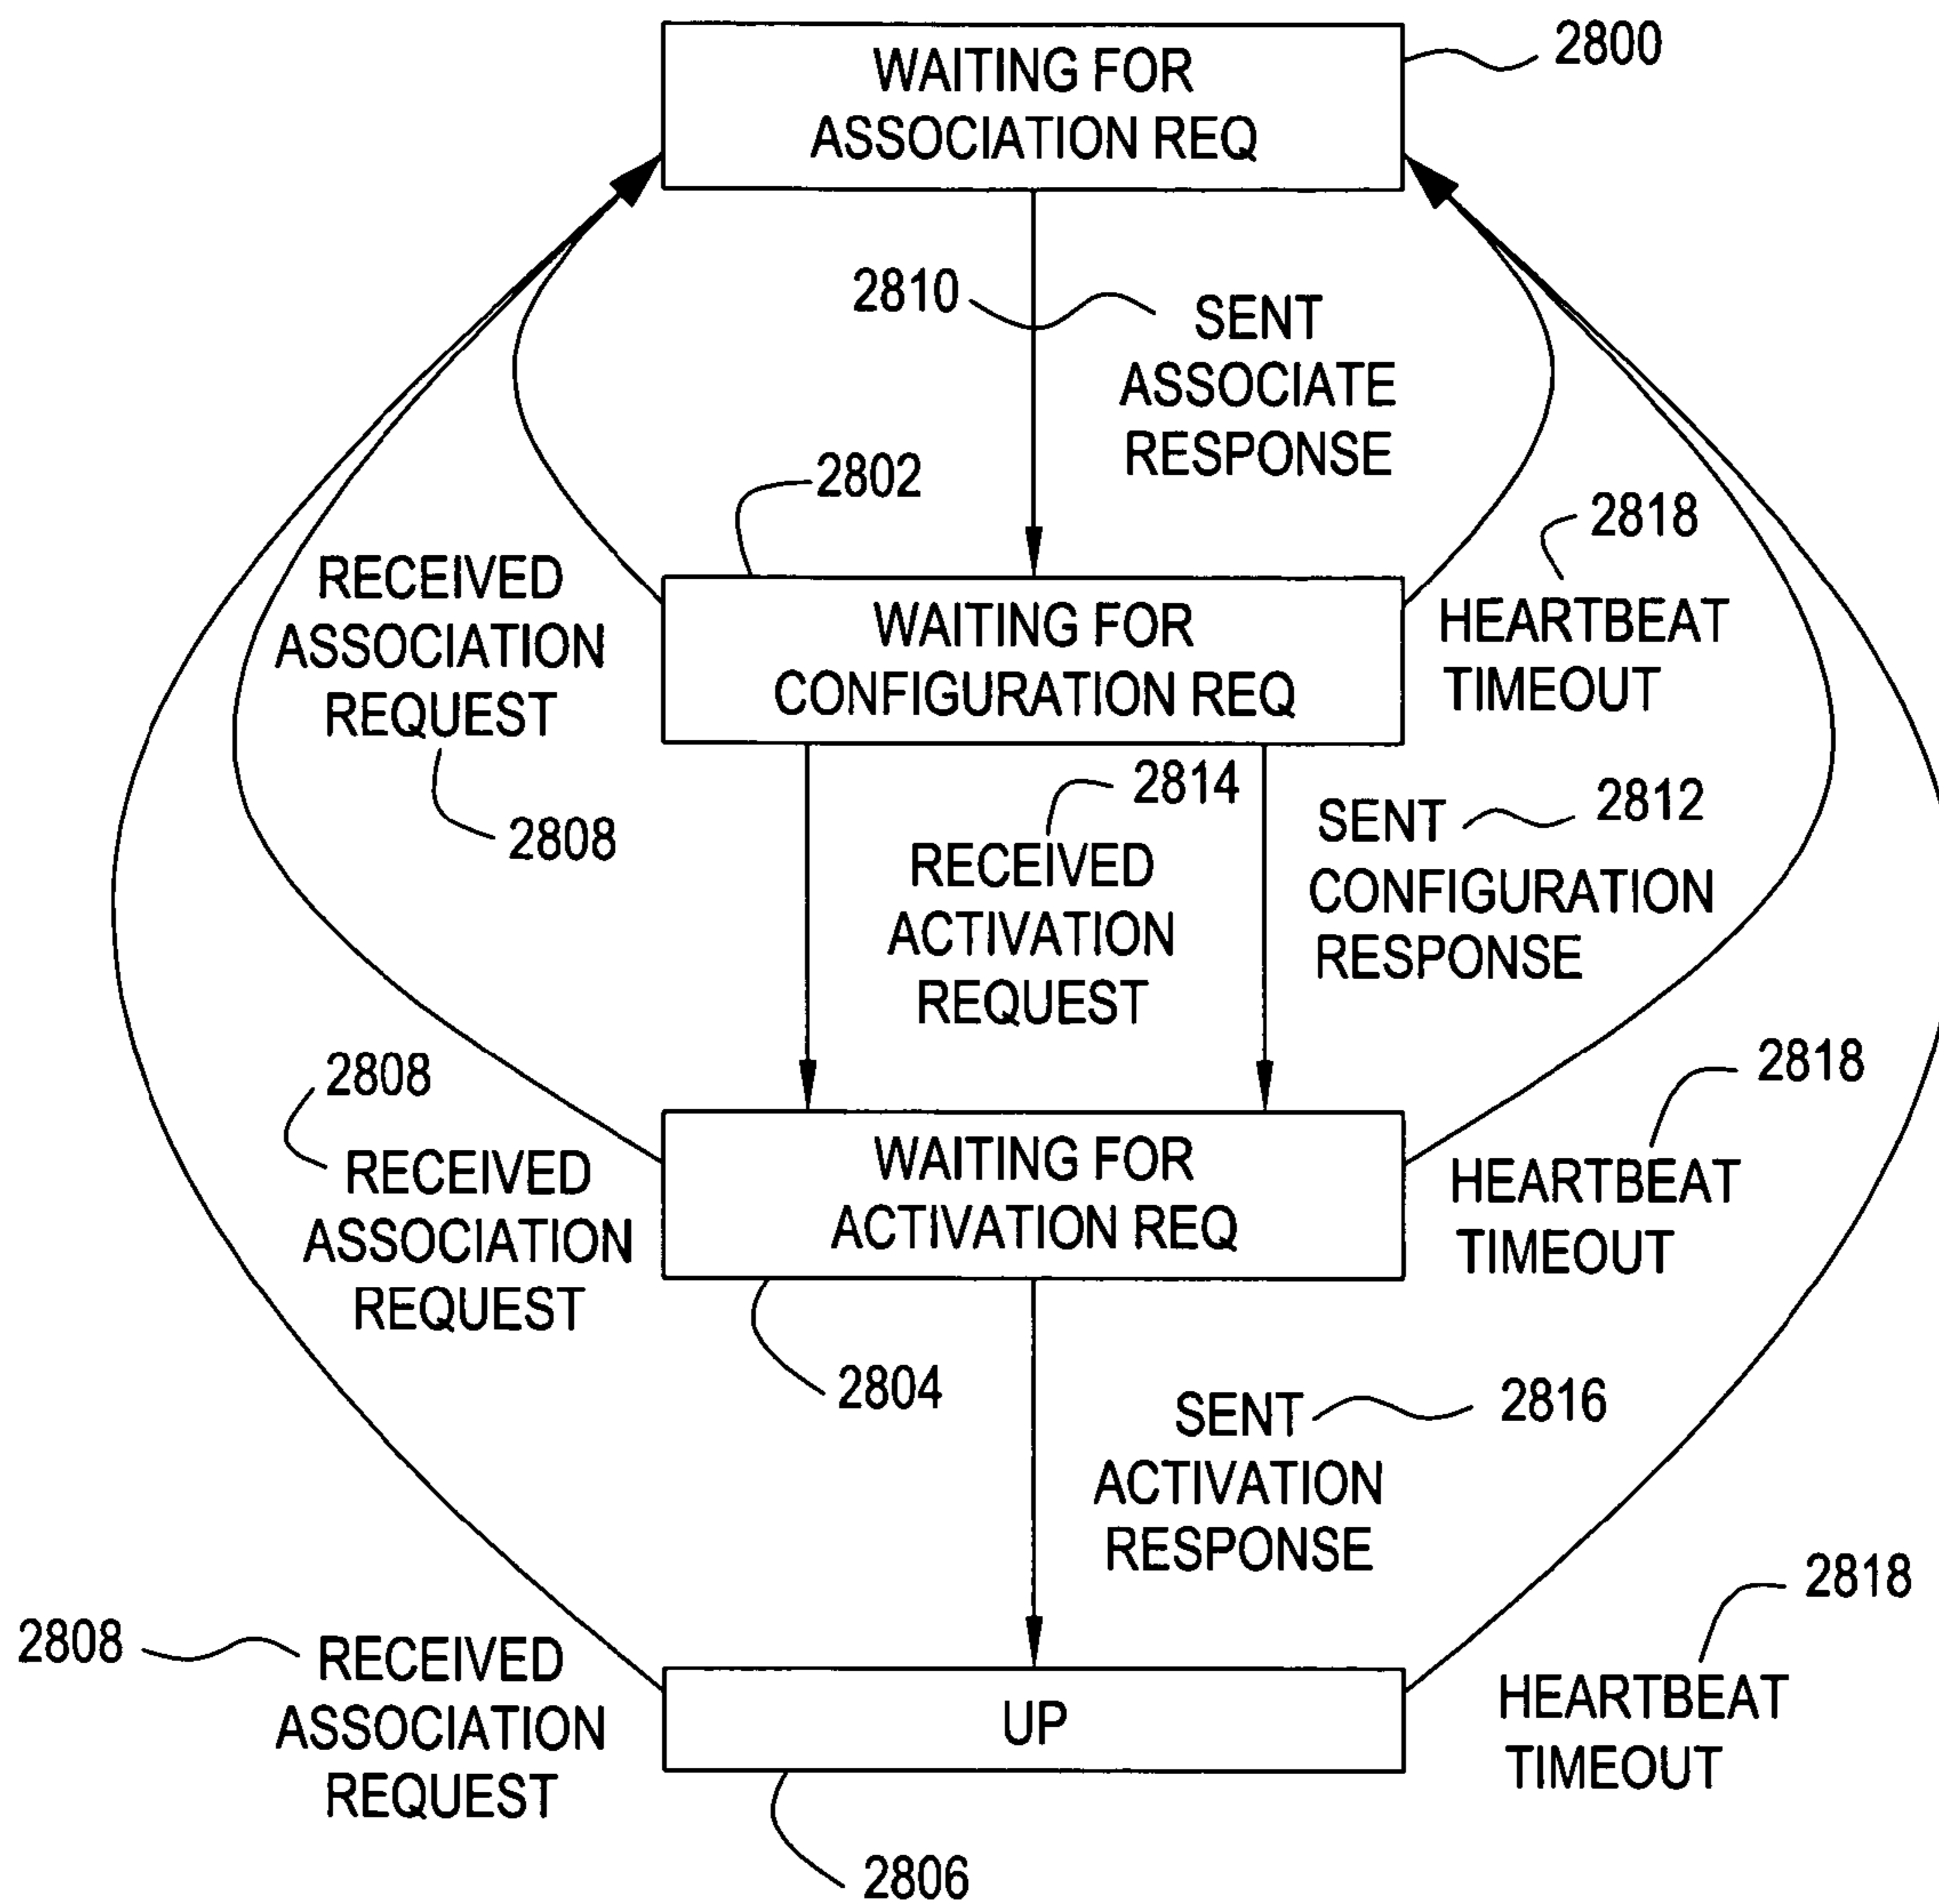 2800
WAITING FOR
ASSOCIATION REQ
2810
SENT
ASSOCIATE
RESPONSE
2802
2818
RECEIVED
ASSOCIATION
REQUEST
2808
WAITING FOR
CONFIGURATION REQ
HEARTBEAT
TIMEOUT
2814
RECEIVED
ACTIVATION
REQUEST
SENT
CONFIGURATION
RESPONSE
2812
2808
RECEIVED
ASSOCIATION
REQUEST
WAITING FOR
ACTIVATION REQ
2818
HEARTBEAT
TIMEOUT
2804
SENT
ACTIVATION
RESPONSE
2816
2808
RECEIVED
ASSOCIATION
REQUEST
UP
2818
HEARTBEAT
TIMEOUT
2806